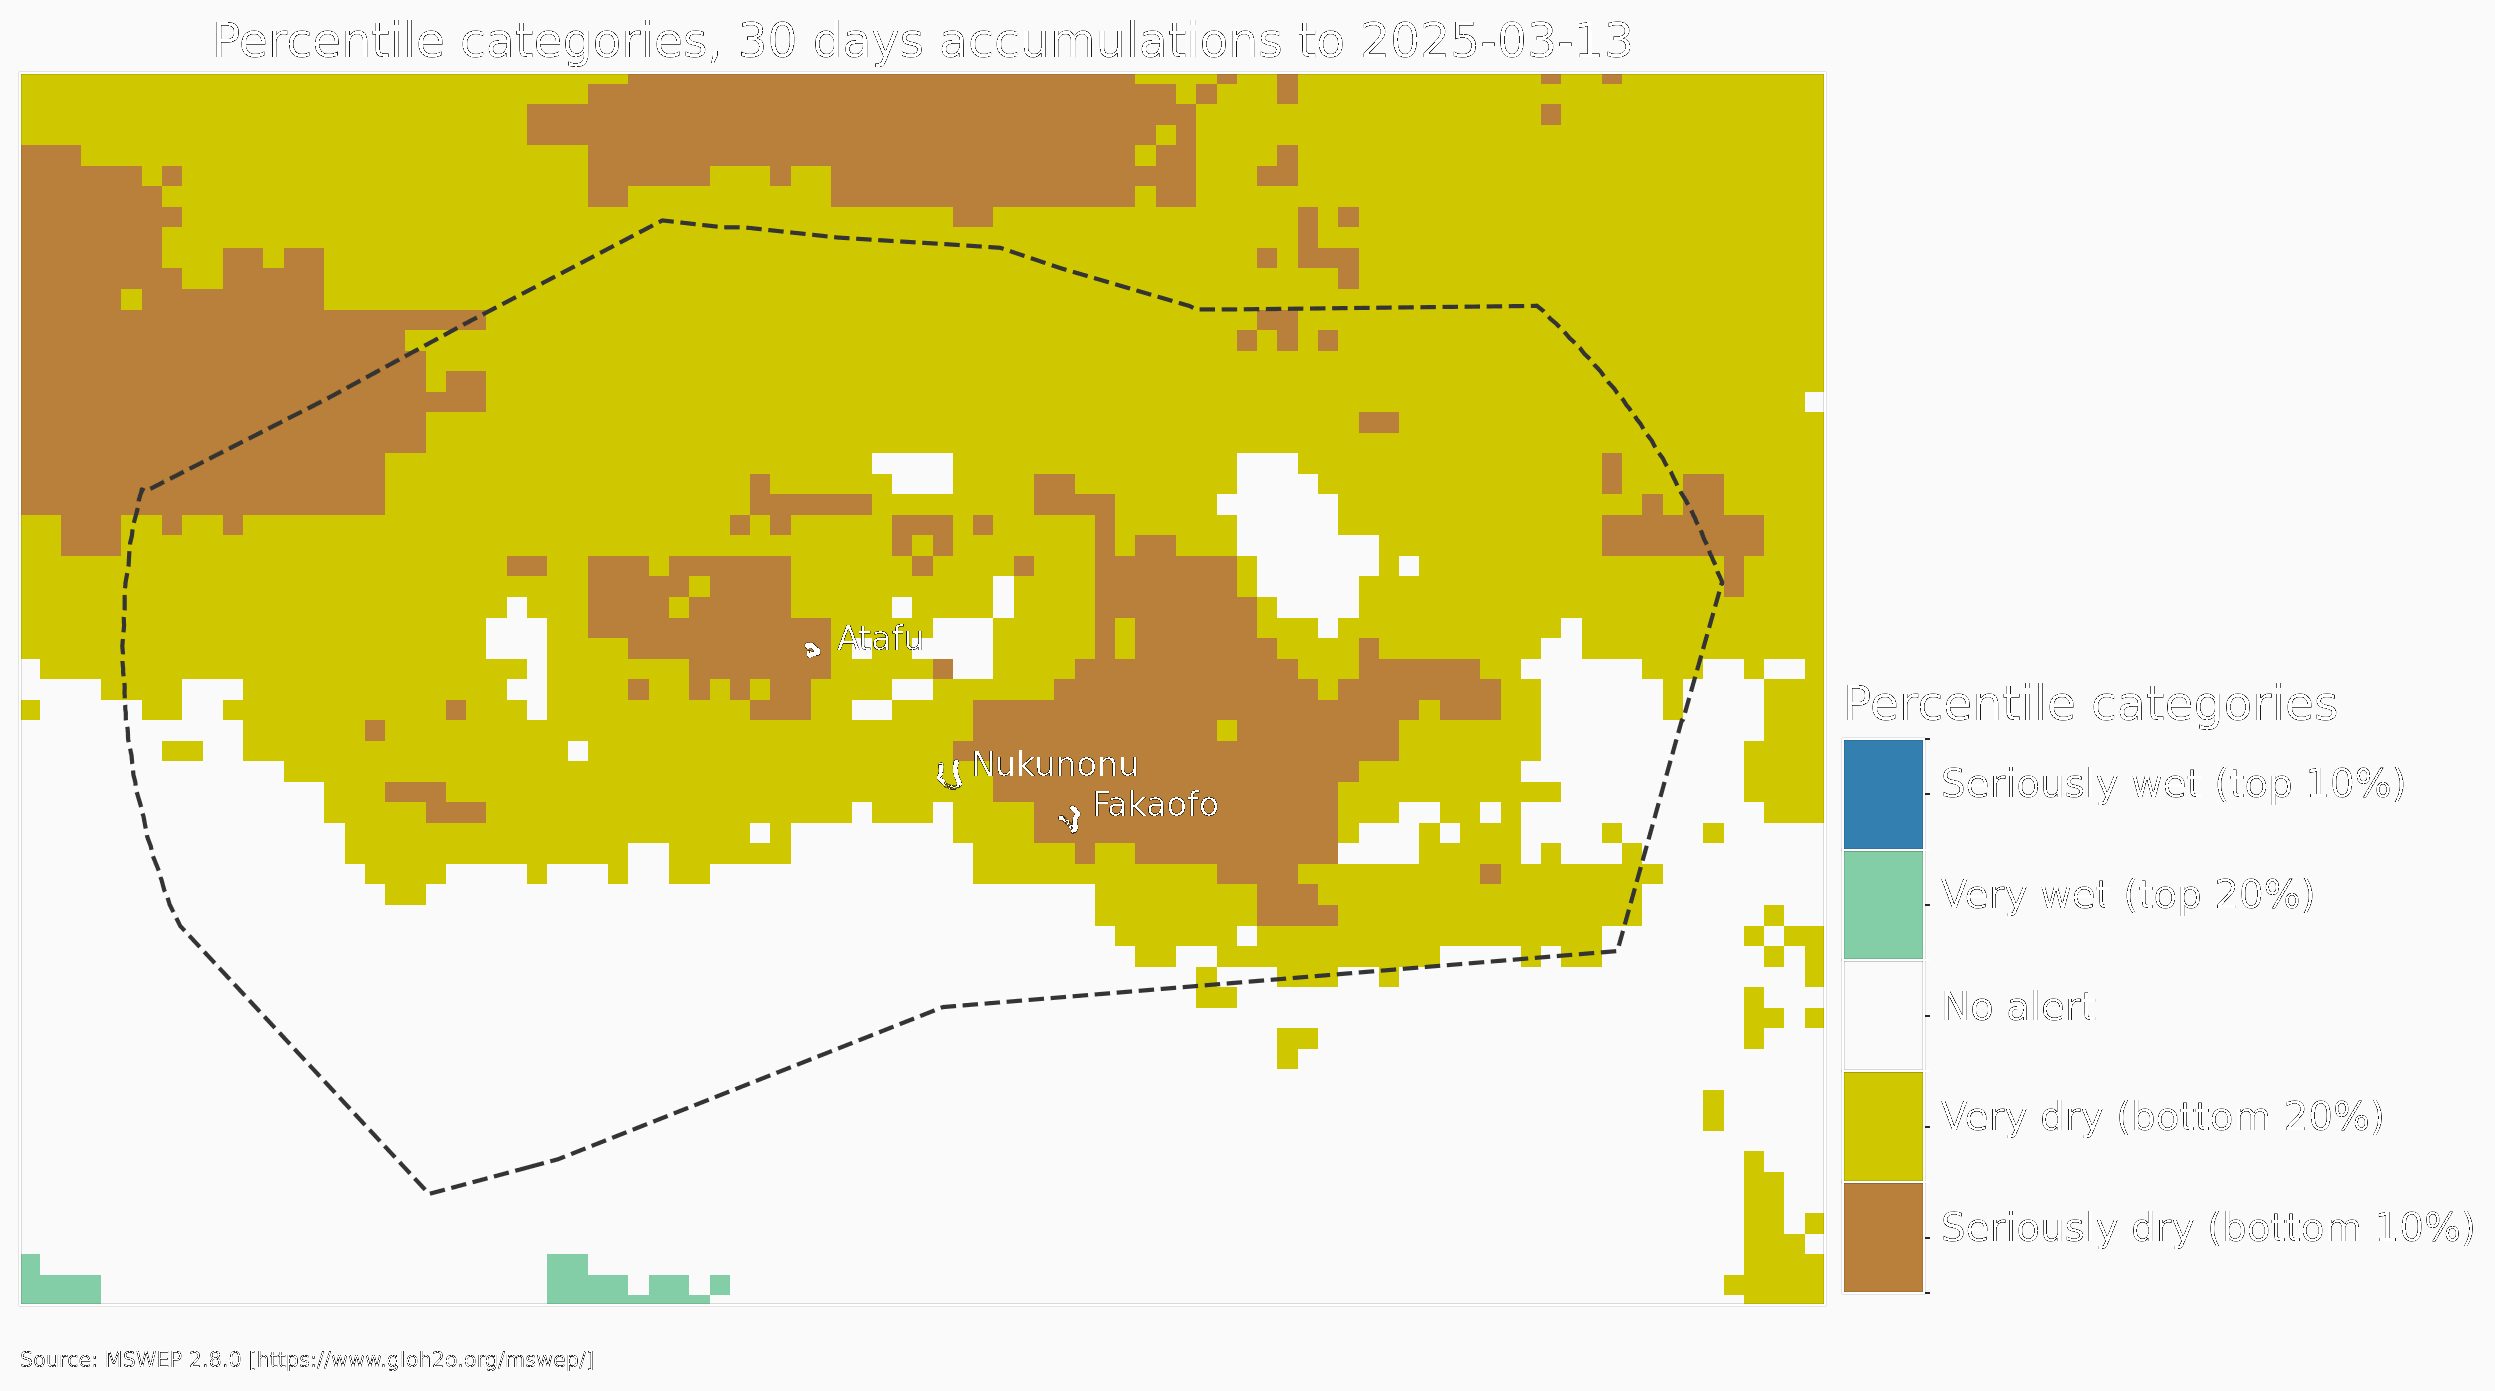 Percentile categories, 30 days accumulations to 2025-03-13
Atafu
Nukunonu
Fakaofo
Percentile categories
Seriously wet (top 10%)
Very wet (top 20%)
No alert
Very dry (bottom 20%)
Seriously dry (bottom 10%)
Source: MSWEP 2.8.0 [https://www.gloh2o.org/mswep/]